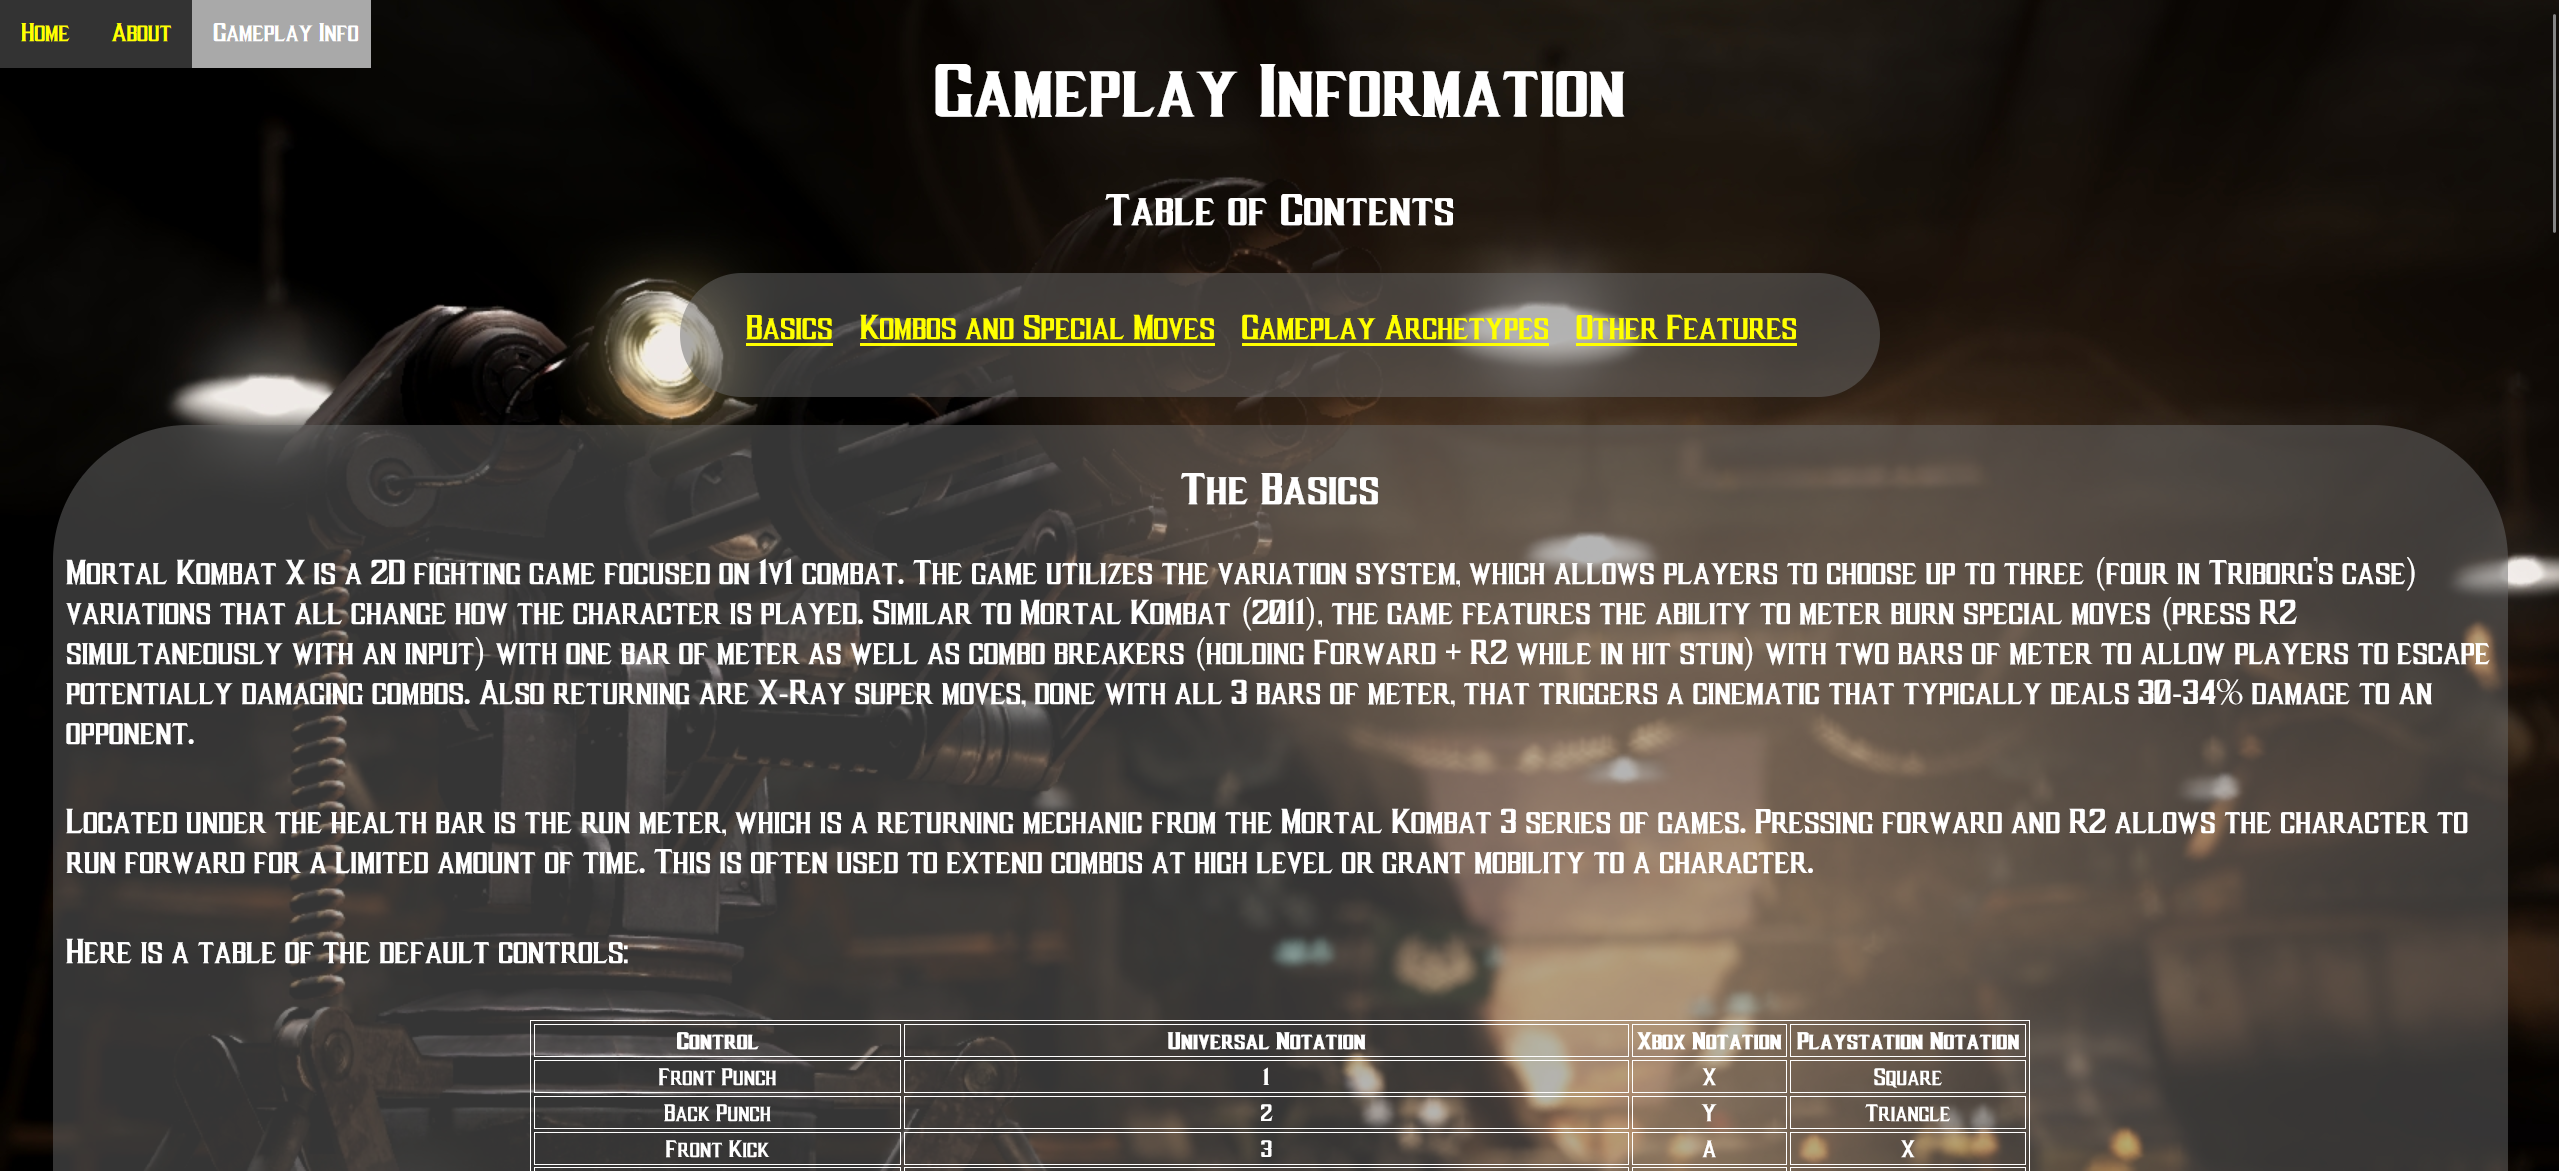 Home About Gameplay Info
Gameplay Information
Table of Contents
Basics Kombos and Special Moves Gameplay Archetypes Other Features
The Basics
Mortal Kombat X is a 2D fighting game focused on 1v1 combat. The game utilizes the variation system, which allows players to choose up to three (four in Triborg's case)
variations that all change how the character is played. Similar to Mortal Kombat (2011), the game features the ability to meter burn special moves (press R2
simultaneously with an input) with one bar of meter as well as combo breakers (holding Forward + R2 while in hit stun) with two bars of meter to allow players to escape
potentially damaging combos. Also returning are X-Ray super moves, done with all 3 bars of meter, that triggers a cinematic that typically deals 30-34% damage to an
opponent.
Located under the health bar is the run meter, which is a returning mechanic from the Mortal Kombat 3 series of games. Pressing forward and R2 allows the character to
run forward for a limited amount of time. This is often used to extend combos at high level or grant mobility to a character.
Here is a table of the default controls:
Control Universal Notation Xbox Notation Playstation Notation
Front Punch 1 X Square
Back Punch 2 Y Triangle
Front Kick 3 A X